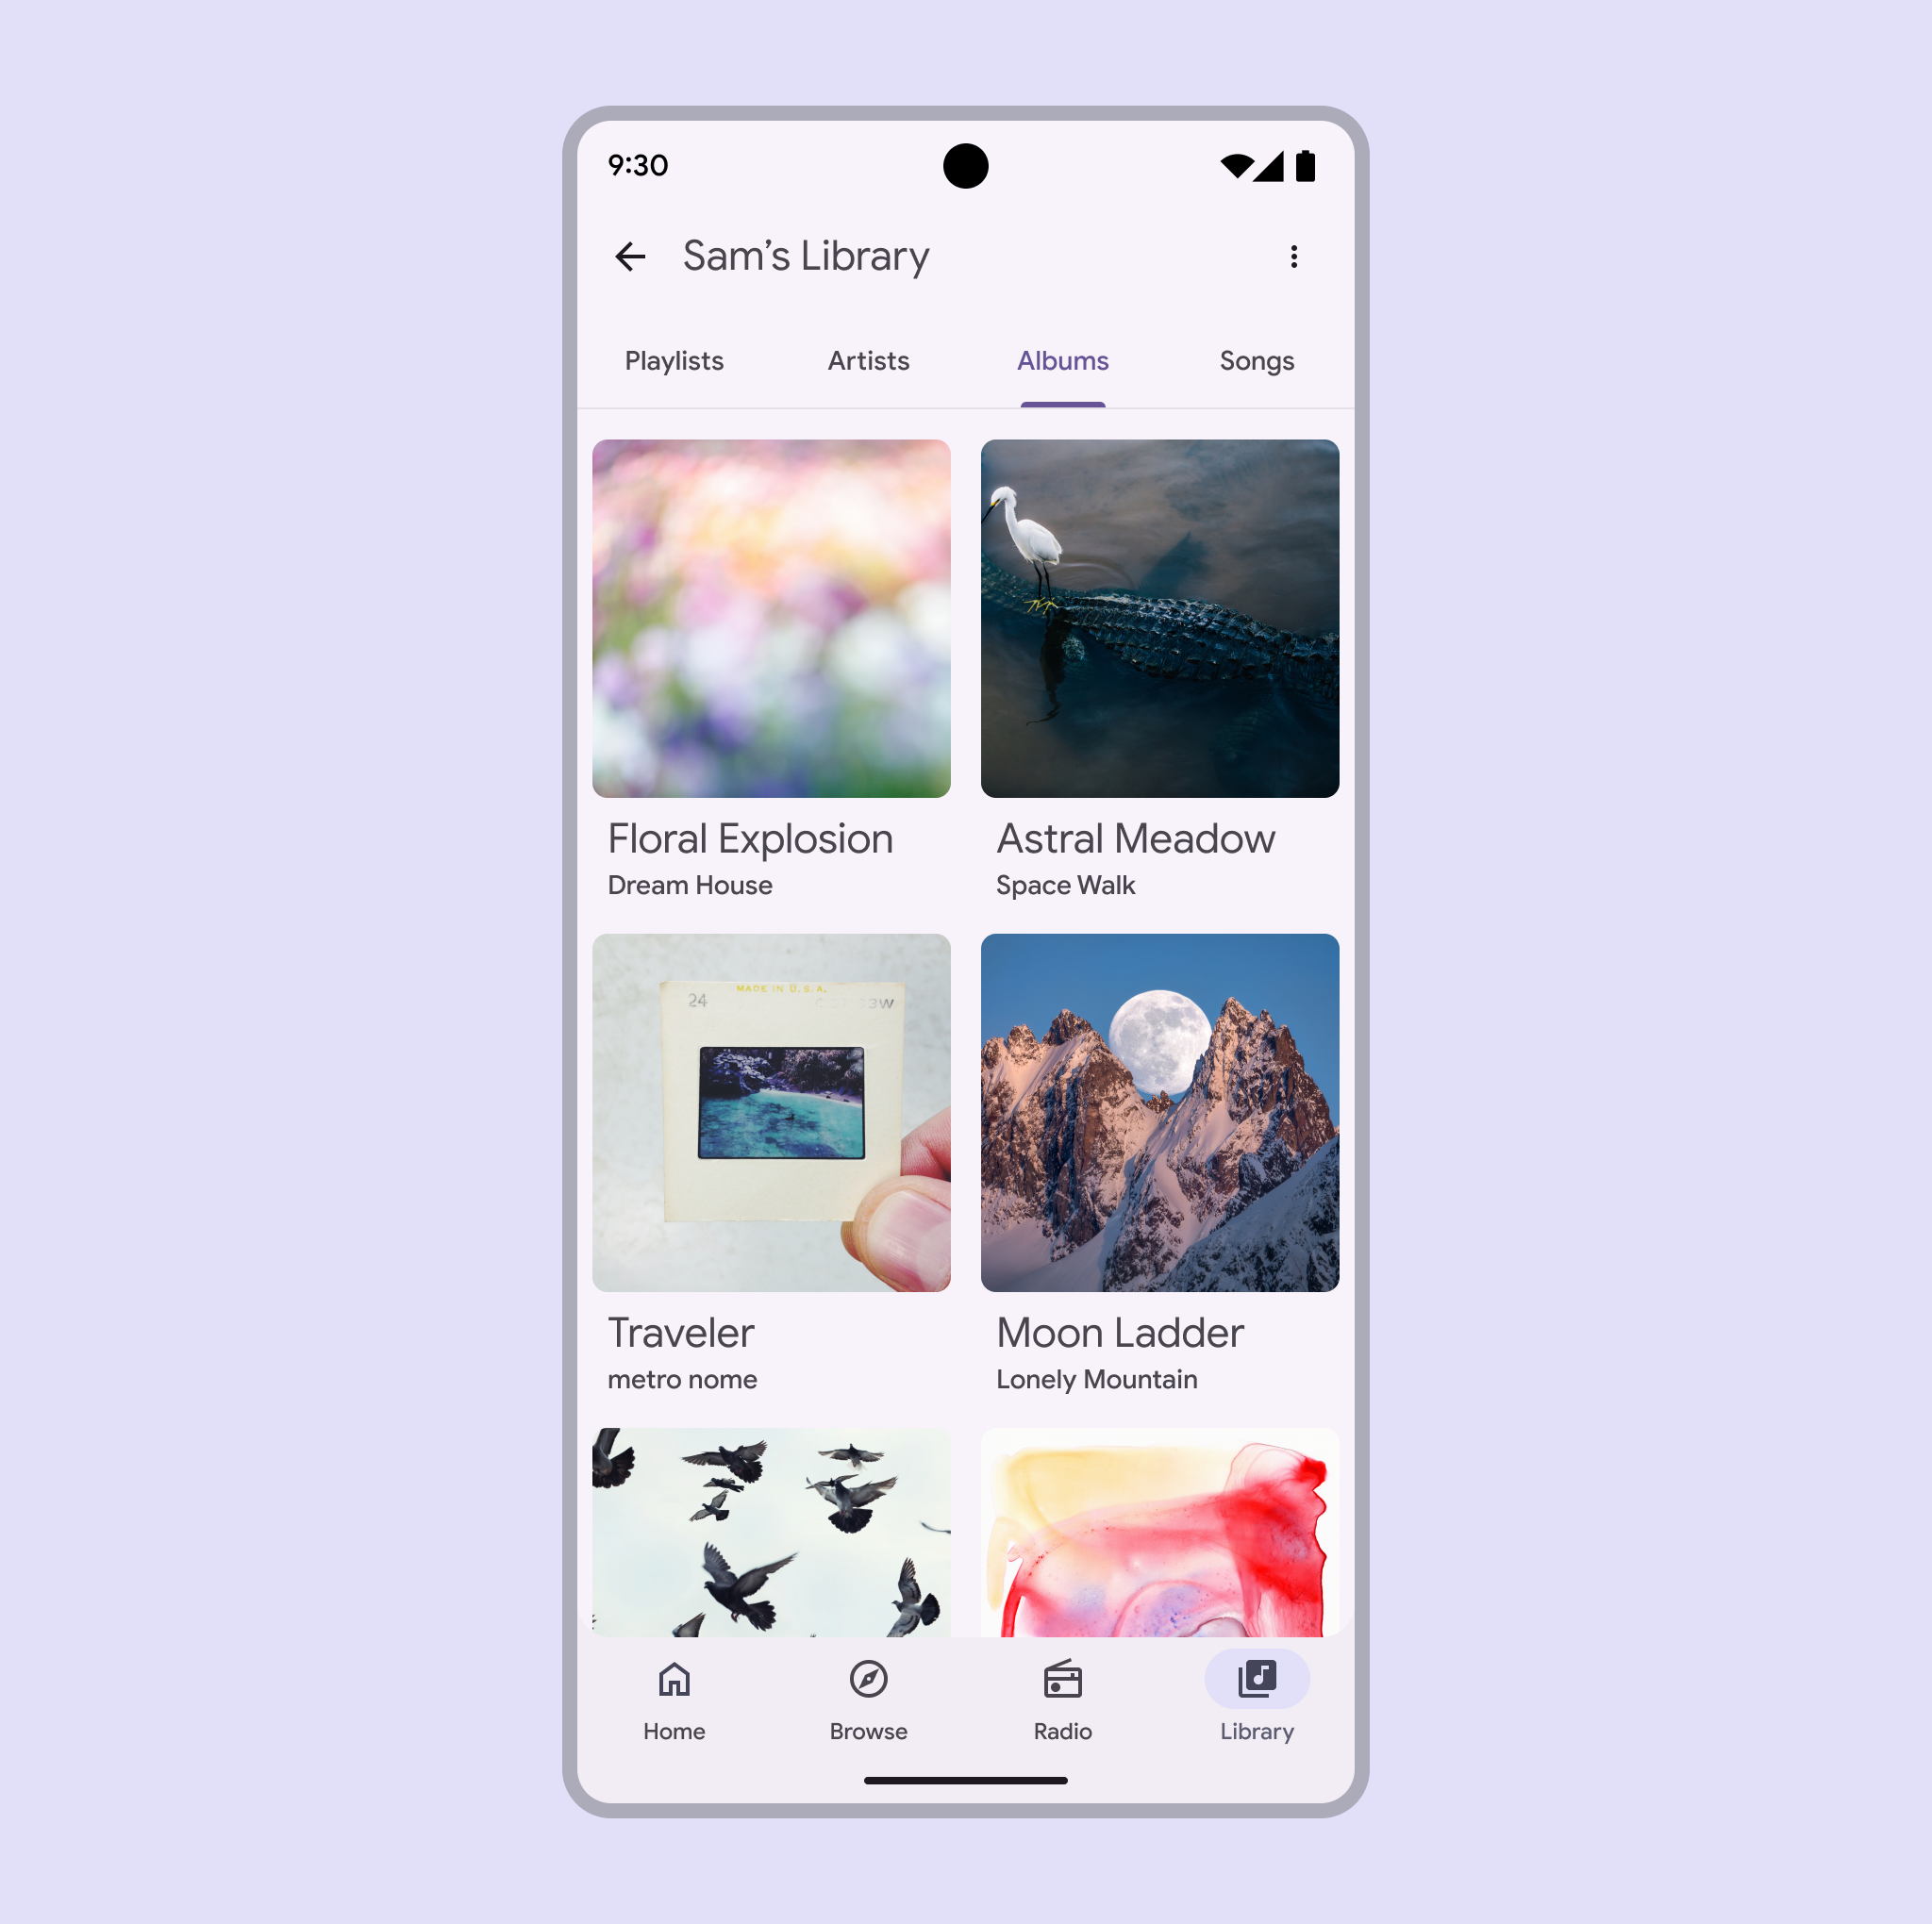 9:30
Sam’s Library
Playlists Artists Albums Songs
Floral Explosion
Dream House
Astral Meadow
Space Walk
MADE IN U.S.A.
24
Traveler
metro nome
Moon Ladder
Lonely Mountain
Home Browse Radio Library